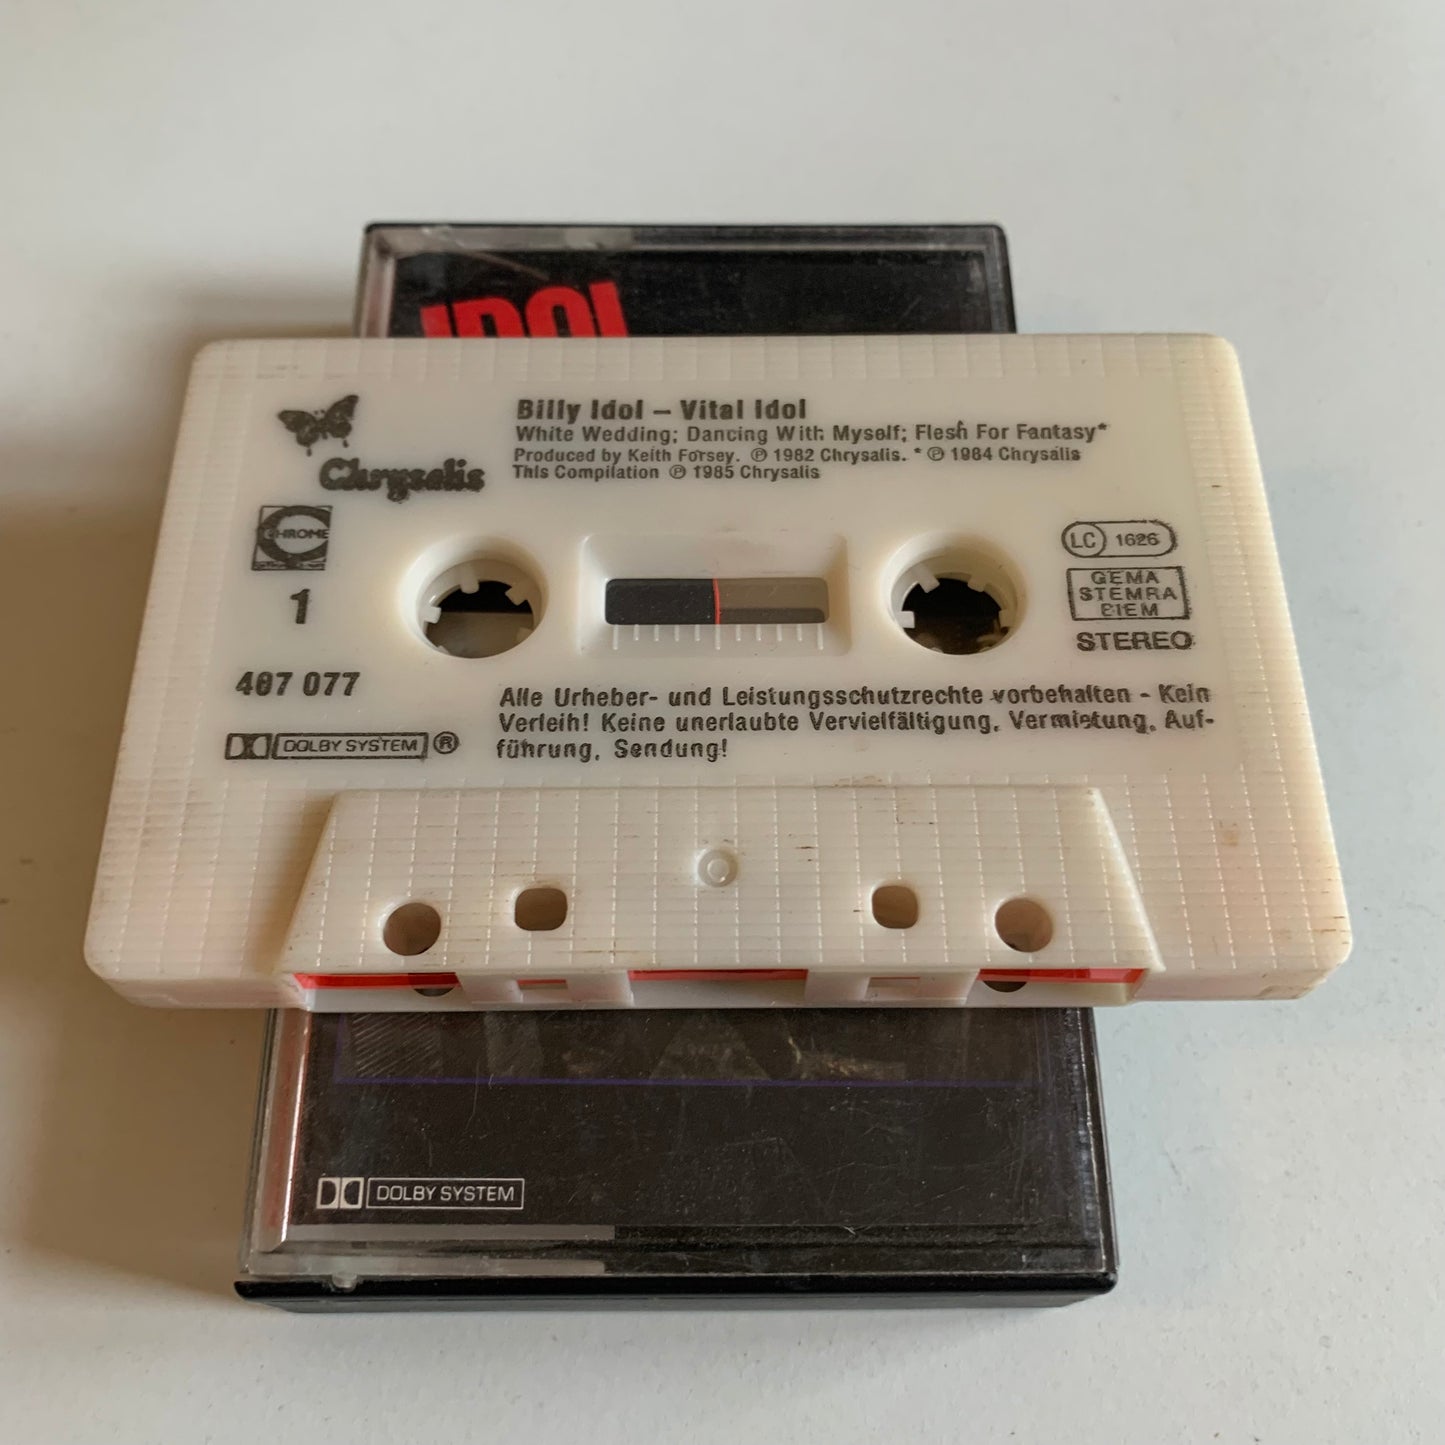 IDOL
Billy Idol – Vital Idol
White Wedding; Dancing With Myself; Flesh For Fantasy*
Produced by Keith Forsey. ℗ 1982 Chrysalis. * ℗ 1984 Chrysalis
This Compilation ℗ 1985 Chrysalis
Chrysalis
CHROME
1
LC 1626
GEMA
STEMRA
BIEM
STEREO
407 077
DOLBY SYSTEM ®
Alle Urheber- und Leistungsschutzrechte vorbehalten - Kein
Verleih! Keine unerlaubte Vervielfältigung, Vermietung, Auf-
führung, Sendung!
DOLBY SYSTEM